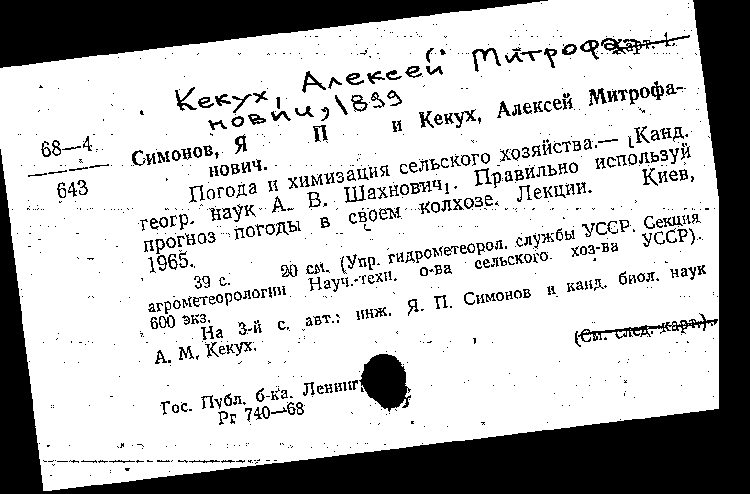 Кекух, Алексей Митрофа-
нович, 1899
Карт. 1.
68—4
643
Симонов, Я П и Кекух, Алексей Митрофа-
нович.
Погода и химизация сельского хозяйства.— [Канд.
геогр. наук А. В. Шахнович]. Правильно используй
прогноз погоды в своем колхозе. Лекции. Киев,
1965.
39 с. 20 см. (Упр. гидрометеорол. службы УССР. Секция
агрометеорологии Науч.-техн. о-ва сельского хоз-ва УССР).
600 экз.
На 3-й с. авт.: инж. Я. П. Симонов и канд. биол. наук
А. М. Кекух.
(См. след. карт.).
Гос. Публ. б-ка. Ленинг
Рг 740—68